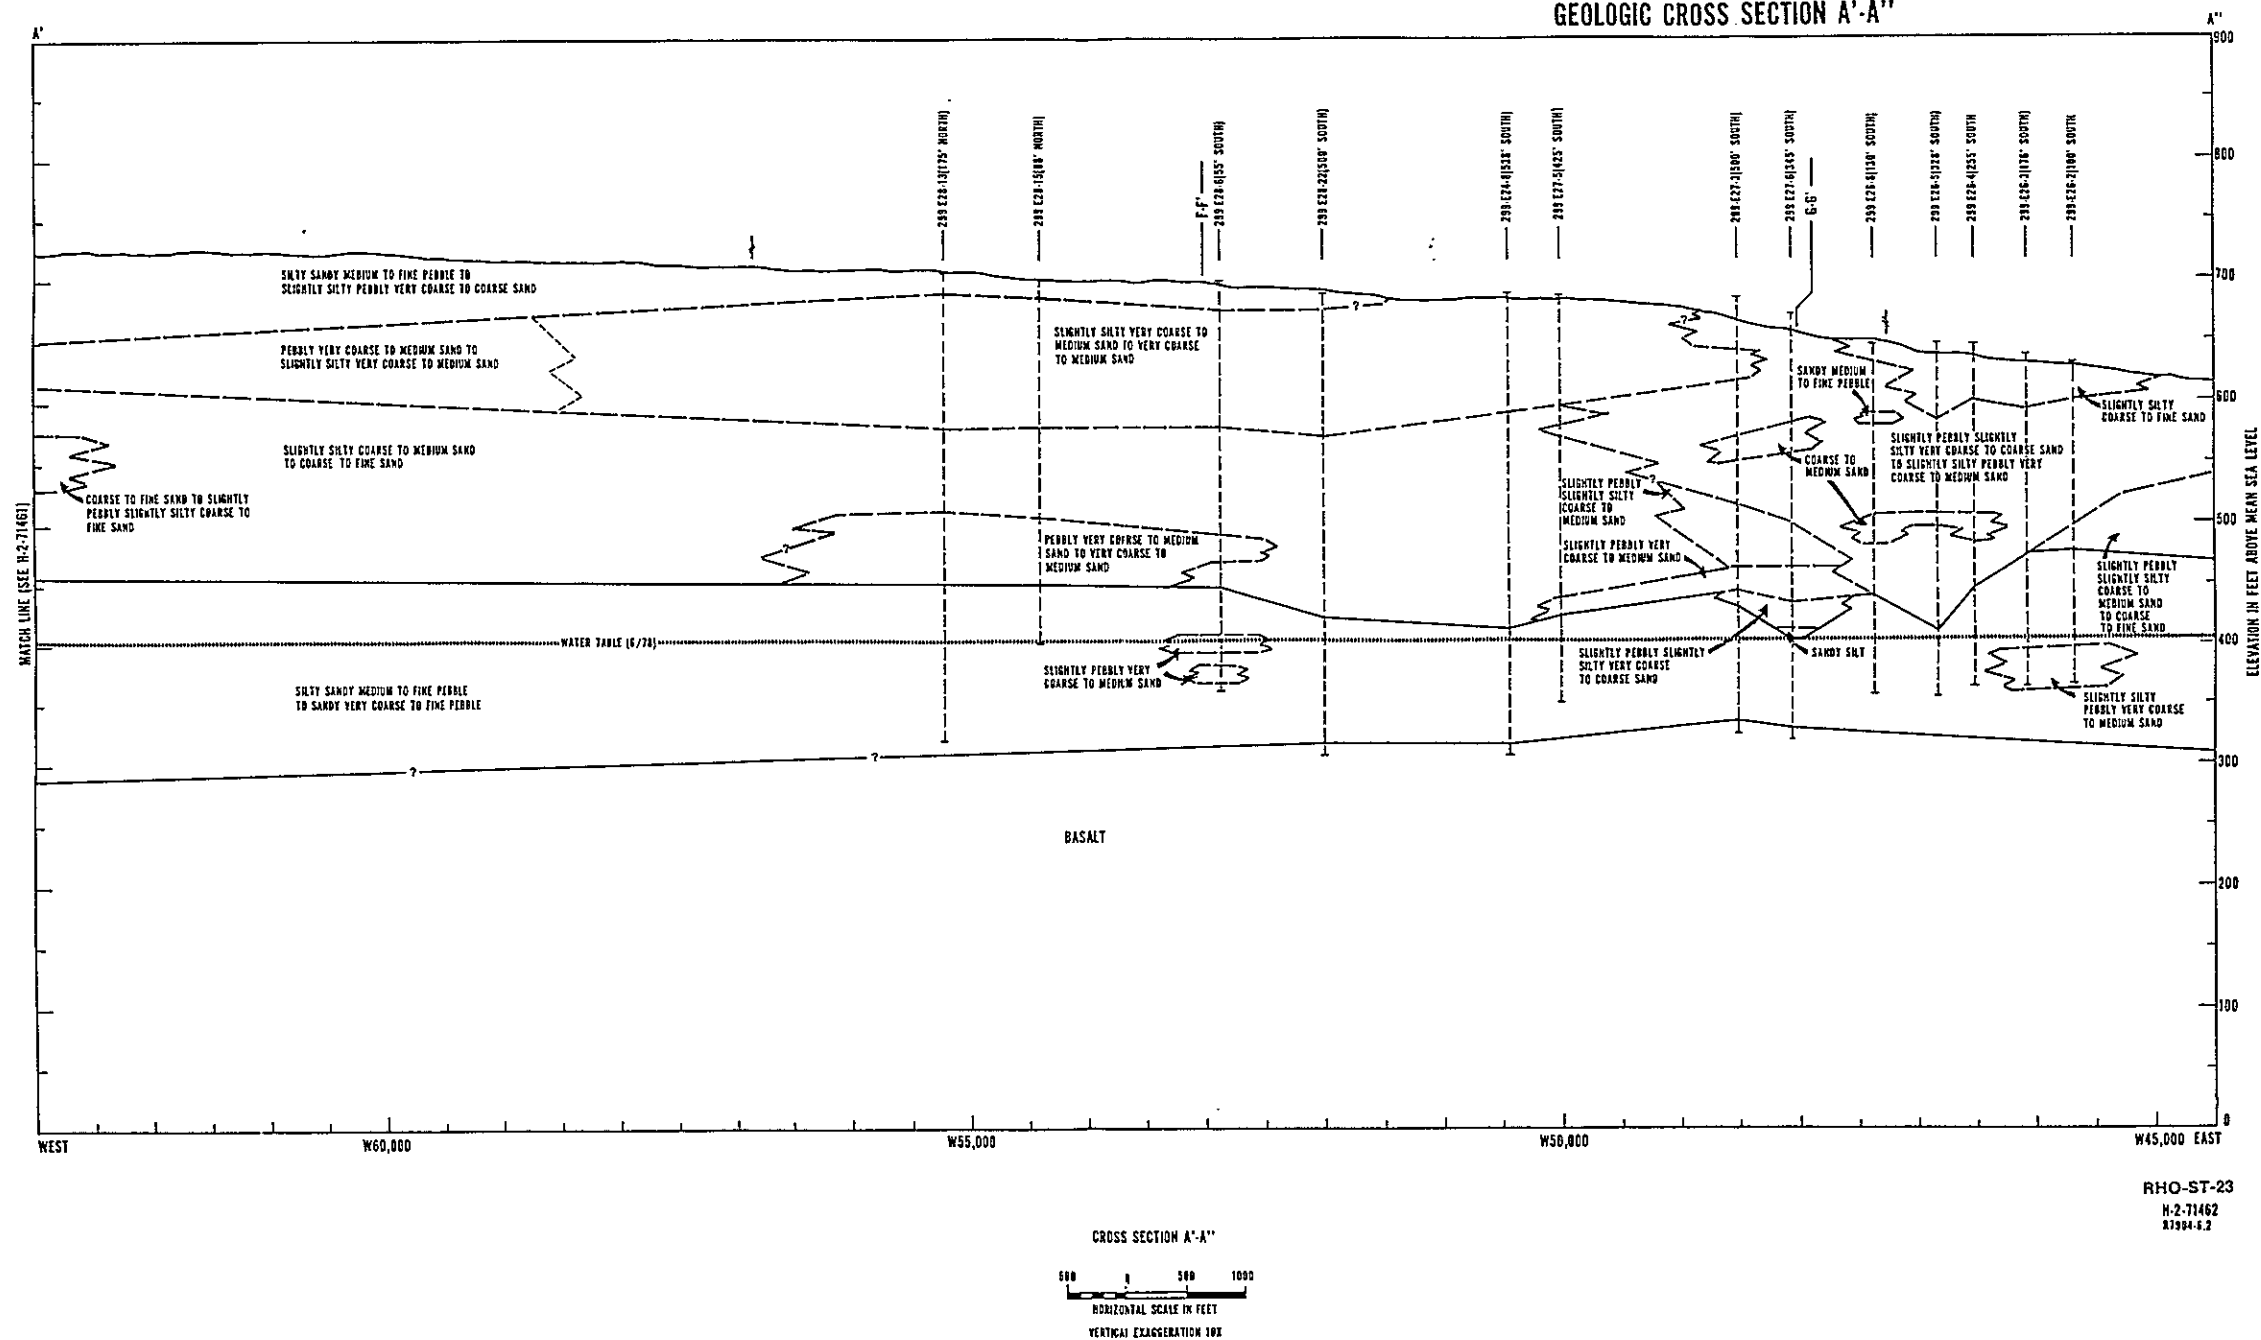 GEOLOGIC CROSS SECTION A'-A''
A'
A''
900
800
700
600
500
400
300
200
100
0
ELEVATION IN FEET ABOVE MEAN SEA LEVEL
MATCH LINE (SEE H-2-71461)
299 E28-13(175' NORTH)
299 E28-15(88' NORTH)
F-F'
299 E28-6(55' SOUTH)
299 E28-22(500' SOUTH)
299-E24-8(538' SOUTH)
299 E27-5(425' SOUTH)
299-E27-3(500' SOUTH)
299 E27-6(345' SOUTH)
G-G'
299 E26-8(130' SOUTH)
299 E26-5(328' SOUTH)
299 E26-4(255' SOUTH
299-E26-3(176' SOUTH)
299-E26-2(100' SOUTH
SILTY SANDY MEDIUM TO FINE PEBBLE TO
SLIGHTLY SILTY PEBBLY VERY COARSE TO COARSE SAND
PEBBLY VERY COARSE TO MEDIUM SAND TO
SLIGHTLY SILTY VERY COARSE TO MEDIUM SAND
SLIGHTLY SILTY VERY COARSE TO
MEDIUM SAND TO VERY COARSE
TO MEDIUM SAND
SLIGHTLY SILTY COARSE TO MEDIUM SAND
TO COARSE TO FINE SAND
COARSE TO FINE SAND TO SLIGHTLY
PEBBLY SLIGHTLY SILTY COARSE TO
FINE SAND
PEBBLY VERY COARSE TO MEDIUM
SAND TO VERY COARSE TO
MEDIUM SAND
SANDY MEDIUM
TO FINE PEBBLE
SLIGHTLY SILTY
COARSE TO FINE SAND
COARSE TO
MEDIUM SAND
SLIGHTLY PEBBLY SLIGHTLY
SILTY VERY COARSE TO COARSE SAND
TO SLIGHTLY SILTY PEBBLY VERY
COARSE TO MEDIUM SAND
SLIGHTLY PEBBLY
SLIGHTLY SILTY
COARSE TO
MEDIUM SAND
SLIGHTLY PEBBLY VERY
COARSE TO MEDIUM SAND
SLIGHTLY PEBBLY
SLIGHTLY SILTY
COARSE TO
MEDIUM SAND
TO COARSE
TO FINE SAND
WATER TABLE (6/78)
SLIGHTLY PEBBLY VERY
COARSE TO MEDIUM SAND
SLIGHTLY PEBBLY SLIGHTLY
SILTY VERY COARSE
TO COARSE SAND
SANDY SILT
SLIGHTLY SILTY
PEBBLY VERY COARSE
TO MEDIUM SAND
SILTY SANDY MEDIUM TO FINE PEBBLE
TO SANDY VERY COARSE TO FINE PEBBLE
?
?
?
?
?
?
BASALT
WEST
W60,000
W55,000
W50,000
W45,000 EAST
RHO-ST-23
H-2-71462
CROSS SECTION A'-A''
500
0
500
1000
HORIZONTAL SCALE IN FEET
VERTICAL EXAGGERATION 10X